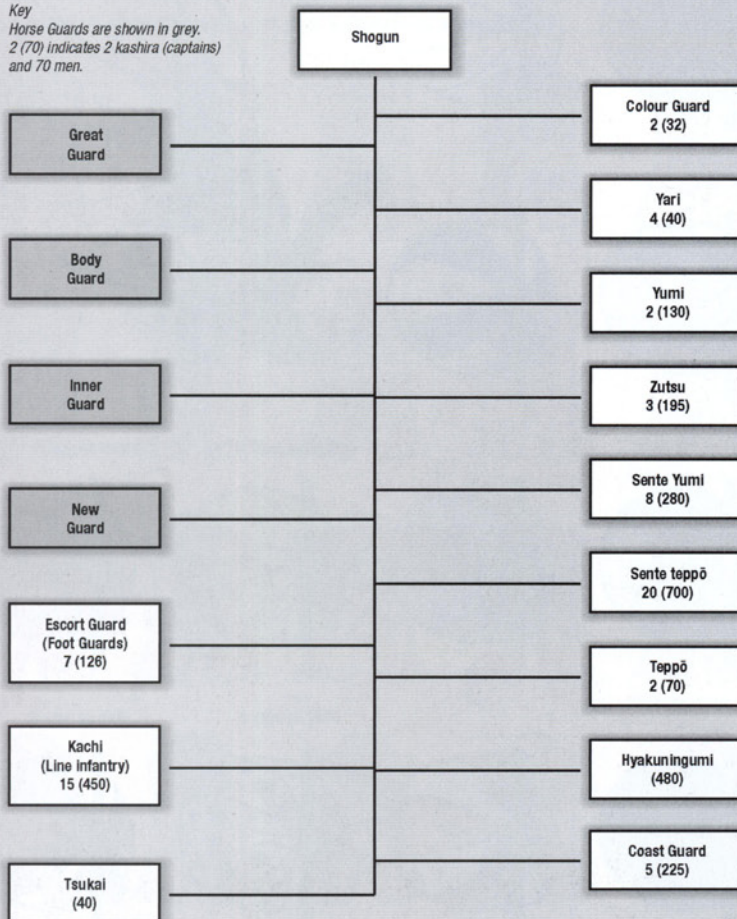 Key
Horse Guards are shown in grey.
2 (70) indicates 2 kashira (captains)
and 70 men.
Shogun
Great
Guard
Body
Guard
Inner
Guard
New
Guard
Escort Guard
(Foot Guards)
7 (126)
Kachi
(Line infantry)
15 (450)
Tsukai
(40)
Colour Guard
2 (32)
Yari
4 (40)
Yumi
2 (130)
Zutsu
3 (195)
Sente Yumi
8 (280)
Sente teppō
20 (700)
Teppō
2 (70)
Hyakuningumi
(480)
Coast Guard
5 (225)